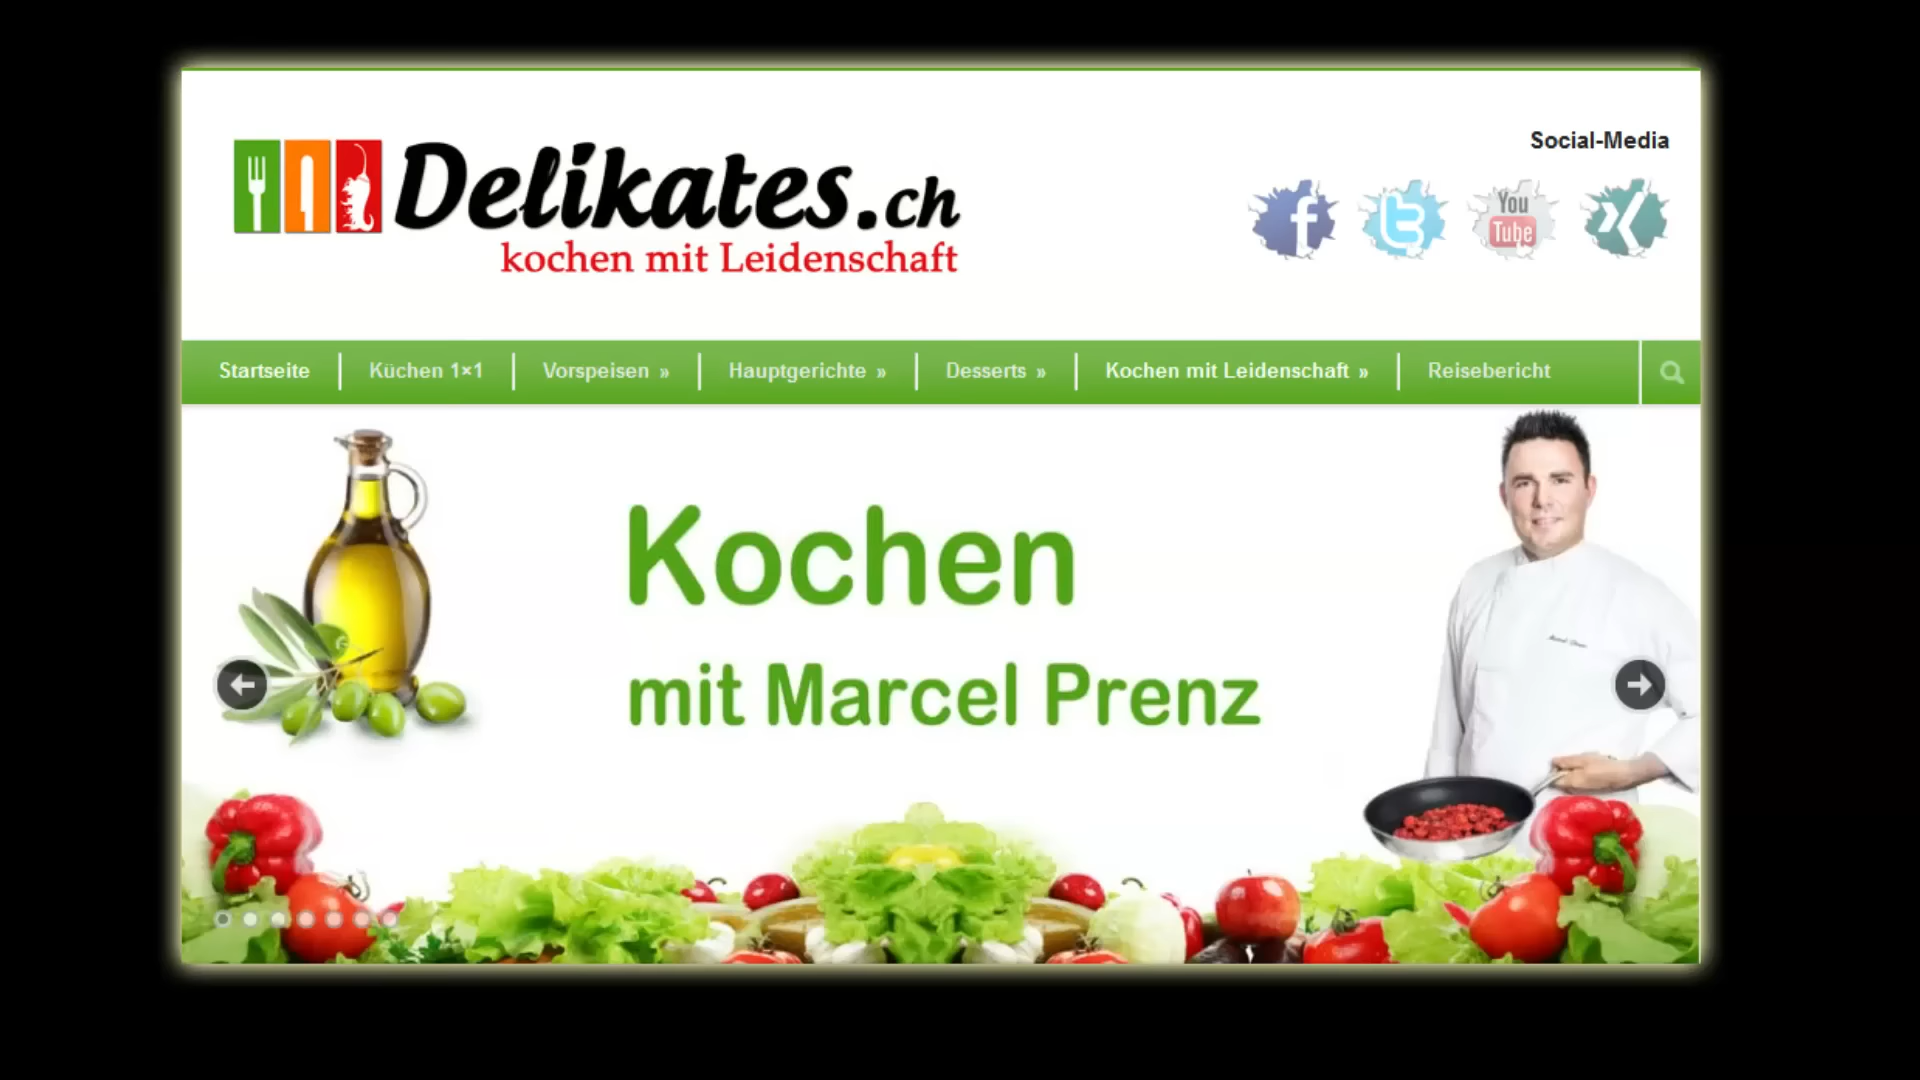 Delikates.ch
kochen mit Leidenschaft
Social-Media
You
Tube
Startseite
Küchen 1×1
Vorspeisen »
Hauptgerichte »
Desserts »
Kochen mit Leidenschaft »
Reisebericht
Kochen
mit Marcel Prenz